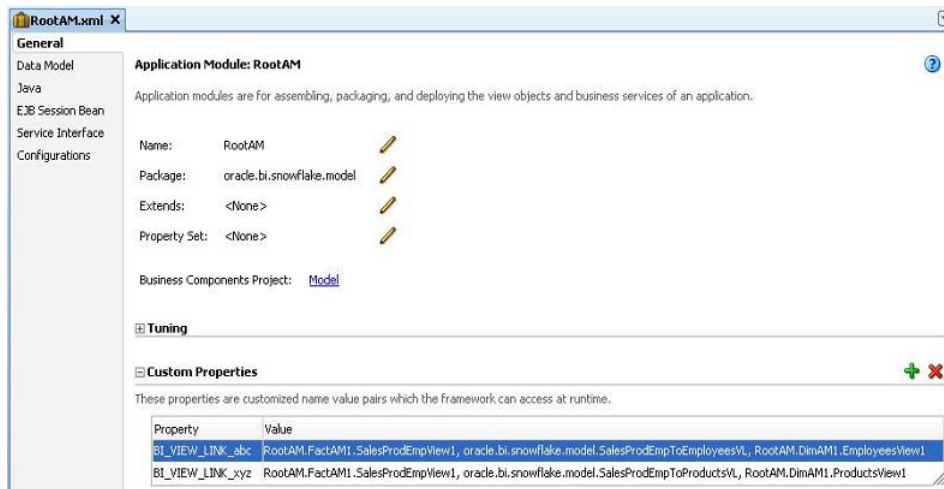 RootAM.xml
General
Data Model
Java
EJB Session Bean
Service Interface
Configurations
Application Module: RootAM
Application modules are for assembling, packaging, and deploying the view objects and business services of an application.
Name: RootAM
Package: oracle.bi.snowflake.model
Extends: <None>
Property Set: <None>
Business Components Project: Model
Tuning
Custom Properties
These properties are customized name value pairs which the framework can access at runtime.
Property Value
BI_VIEW_LINK_abc RootAM.FactAM1.SalesProdEmpView1, oracle.bi.snowflake.model.SalesProdEmpToEmployeesVL, RootAM.DimAM1.EmployeesView1
BI_VIEW_LINK_xyz RootAM.FactAM1.SalesProdEmpView1, oracle.bi.snowflake.model.SalesProdEmpToProductsVL, RootAM.DimAM1.ProductsView1